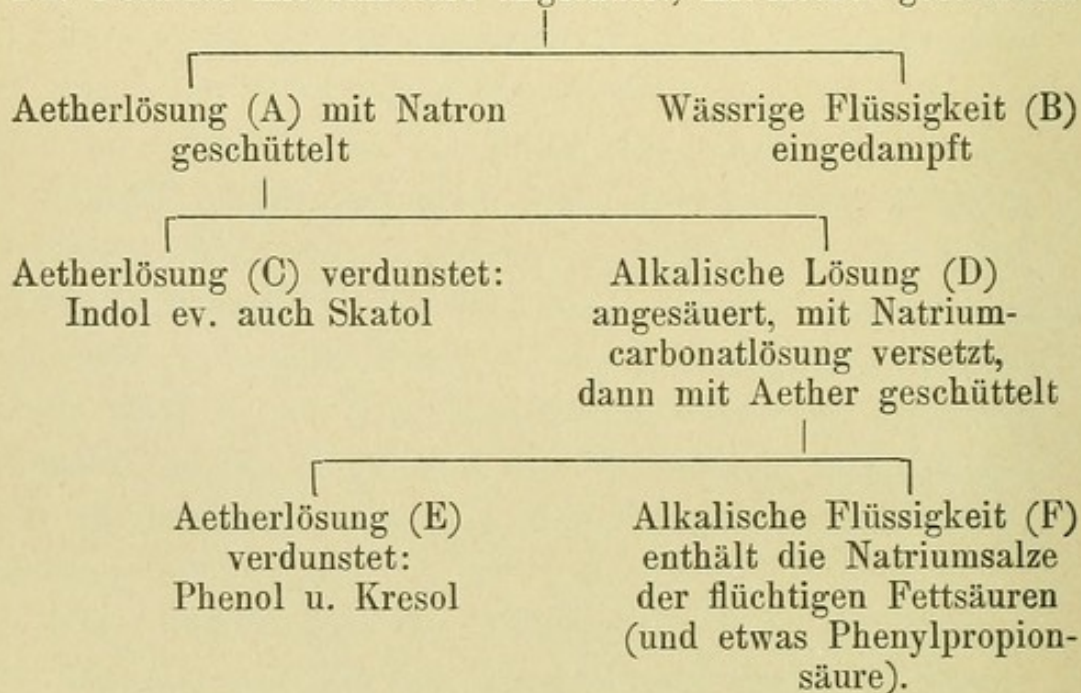 Aetherlösung (A) mit Natron
geschüttelt
Wässrige Flüssigkeit (B)
eingedampft
Aetherlösung (C) verdunstet:
Indol ev. auch Skatol
Alkalische Lösung (D)
angesäuert, mit Natrium-
carbonatlösung versetzt,
dann mit Aether geschüttelt
Aetherlösung (E)
verdunstet:
Phenol u. Kresol
Alkalische Flüssigkeit (F)
enthält die Natriumsalze
der flüchtigen Fettsäuren
(und etwas Phenylpropion-
säure).